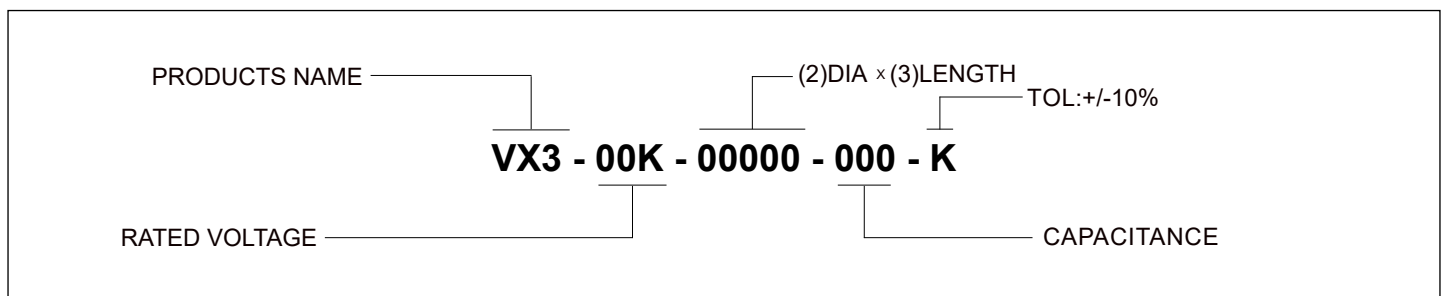 PRODUCTS NAME
(2)DIA x (3)LENGTH
TOL:+/-10%
VX3 - 00K - 00000 - 000 - K
RATED VOLTAGE
CAPACITANCE